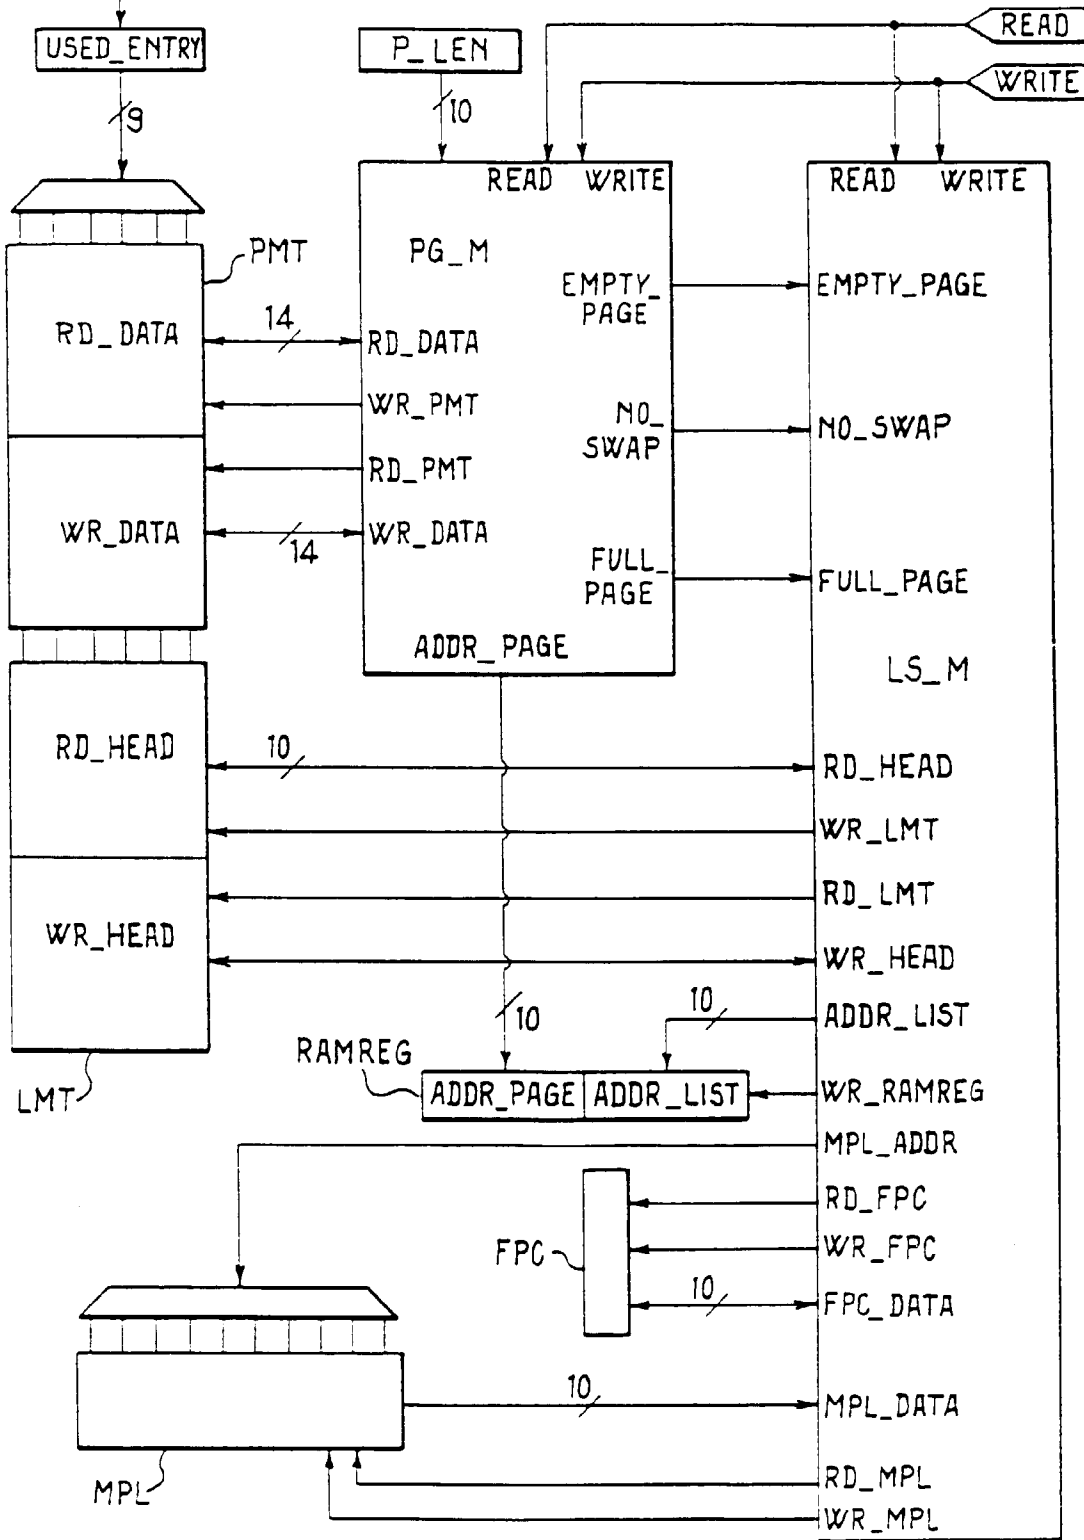 USED_ENTRY
P_LEN
READ
WRITE
9
10
READ WRITE
READ WRITE
PMT
PG_M
EMPTY_
PAGE
EMPTY_PAGE
RD_DATA
14
RD_DATA
WR_PMT
NO_
SWAP
NO_SWAP
RD_PMT
WR_DATA
14
WR_DATA
FULL_
PAGE
FULL_PAGE
ADDR_PAGE
LS_M
RD_HEAD
10
RD_HEAD
WR_LMT
RD_LMT
WR_HEAD
WR_HEAD
10
10
ADDR_LIST
RAMREG
ADDR_PAGE
ADDR_LIST
WR_RAMREG
LMT
MPL_ADDR
RD_FPC
FPC
WR_FPC
10
FPC_DATA
10
MPL_DATA
MPL
RD_MPL
WR_MPL